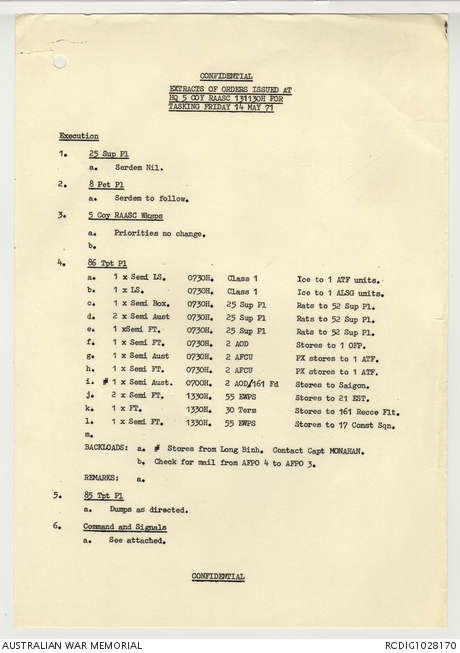 CONFIDENTIAL
EXTRACTS OF ORDERS ISSUED AT
HQ 5 COY RAASC 131130H FOR
TASKING FRIDAY 14 MAY 71
Execution
1. 25 Sup Pl
a. Serdem Nil.
2. 8 Pet Pl
a. Serdem to follow.
3. 5 Coy RAASC Wksps
a. Priorities no change.
b.
4. 86 Tpt Pl
a. 1 x Semi LS. 0730H. Class 1 Ice to 1 ATF units.
b. 1 x LS. 0730H. Class 1 Ice to 1 ALSG units.
c. 1 x Semi Box. 0730H. 25 Sup Pl Rats to 52 Sup Pl.
d. 2 x Semi Aust 0730H. 25 Sup Pl Rats to 52 Sup Pl.
e. 1 xSemi FT. 0730H. 25 Sup Pl Rats to 52 Sup Pl.
f. 1 x Semi FT. 0730H. 2 AOD Stores to 1 OFP.
g. 1 x Semi Aust 0730H. 2 AFCU PX stores to 1 ATF.
h. 1 x Semi FT. 0730H. 2 AFCU PX stores to 1 ATF.
i. # 1 x Semi Aust. 0700H. 2 AOD/161 Fd Stores to Saigon.
j. 2 x Semi FT. 1330H. 55 EWPS Stores to 21 EST.
k. 1 x FT. 1330H. 30 Terms Stores to 161 Recce Flt.
l. 1 x Semi FT. 1330H. 55 EWPS Stores to 17 Const Sqn.
m.
BACKLOADS: a. # Stores from Long Binh. Contact Capt MONAHAN.
b. Check for mail from AFPO 4 to AFPO 3.
REMARKS: a.
5. 85 Tpt Pl
a. Dumps as directed.
6. Command and Signals
a. See attached.
CONFIDENTIAL
AUSTRALIAN WAR MEMORIAL RCDIG1028170